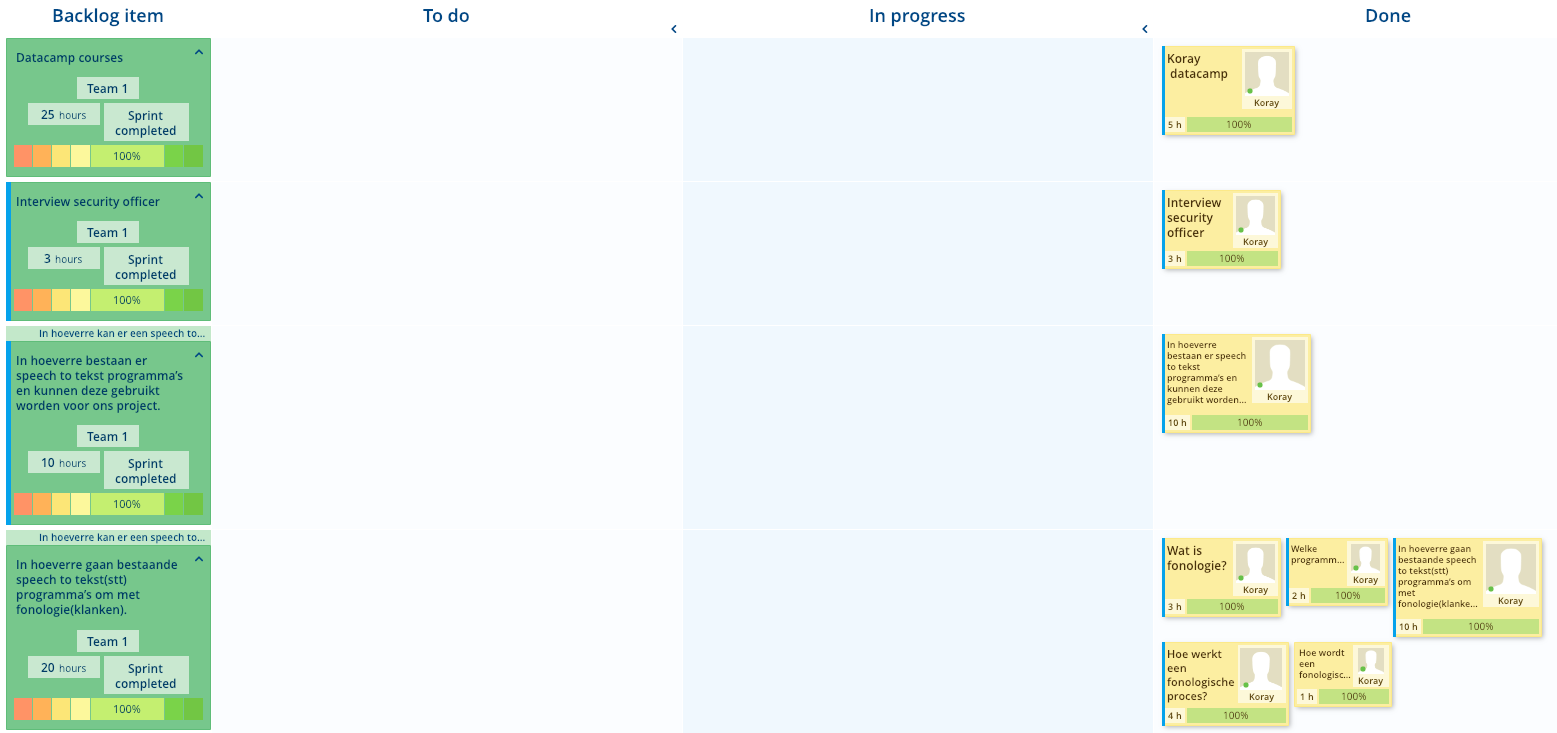 Backlog item
To do
In progress
Done
Datacamp courses
Team 1
25 hours
Sprint
completed
100%
Koray
datacamp
Koray
5 h
100%
Interview security officer
Team 1
3 hours
Sprint
completed
100%
Interview
security
officer
Koray
3 h
100%
In hoeverre kan er een speech to...
In hoeverre bestaan er
speech to tekst programma's
en kunnen deze gebruikt
worden voor ons project.
Team 1
10 hours
Sprint
completed
100%
In hoeverre
bestaan er speech
to tekst
programma's en
kunnen deze
gebruikt worden...
Koray
10 h
100%
In hoeverre kan er een speech to...
In hoeverre gaan bestaande
speech to tekst(stt)
programma's om met
fonologie(klanken).
Team 1
20 hours
Sprint
completed
100%
Wat is
fonologie?
Koray
3 h
100%
Welke
programm...
Koray
2 h
100%
In hoeverre gaan
bestaande speech
to tekst(stt)
programma's om
met
fonologie(klanke...
Koray
10 h
100%
Hoe werkt
een
fonologische
proces?
Koray
4 h
100%
Hoe wordt
een
fonologisc...
Koray
1 h
100%